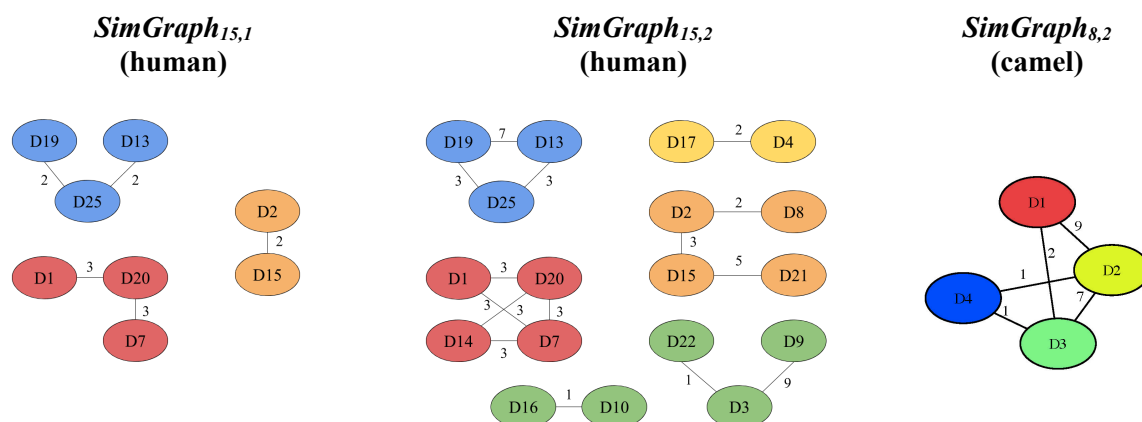 SimGraph15,1
(human)
SimGraph15,2
(human)
SimGraph8,2
(camel)
D19
D13
2
2
D25
D2
2
D15
D1
3
D20
3
D7
D19
7
D13
3
3
D25
D17
2
D4
D2
2
D8
3
D15
5
D21
D1
3
D20
3
3
3
D14
3
D7
D22
D9
1
9
D3
D16
1
D10
D1
9
2
D2
1
D4
7
1
D3